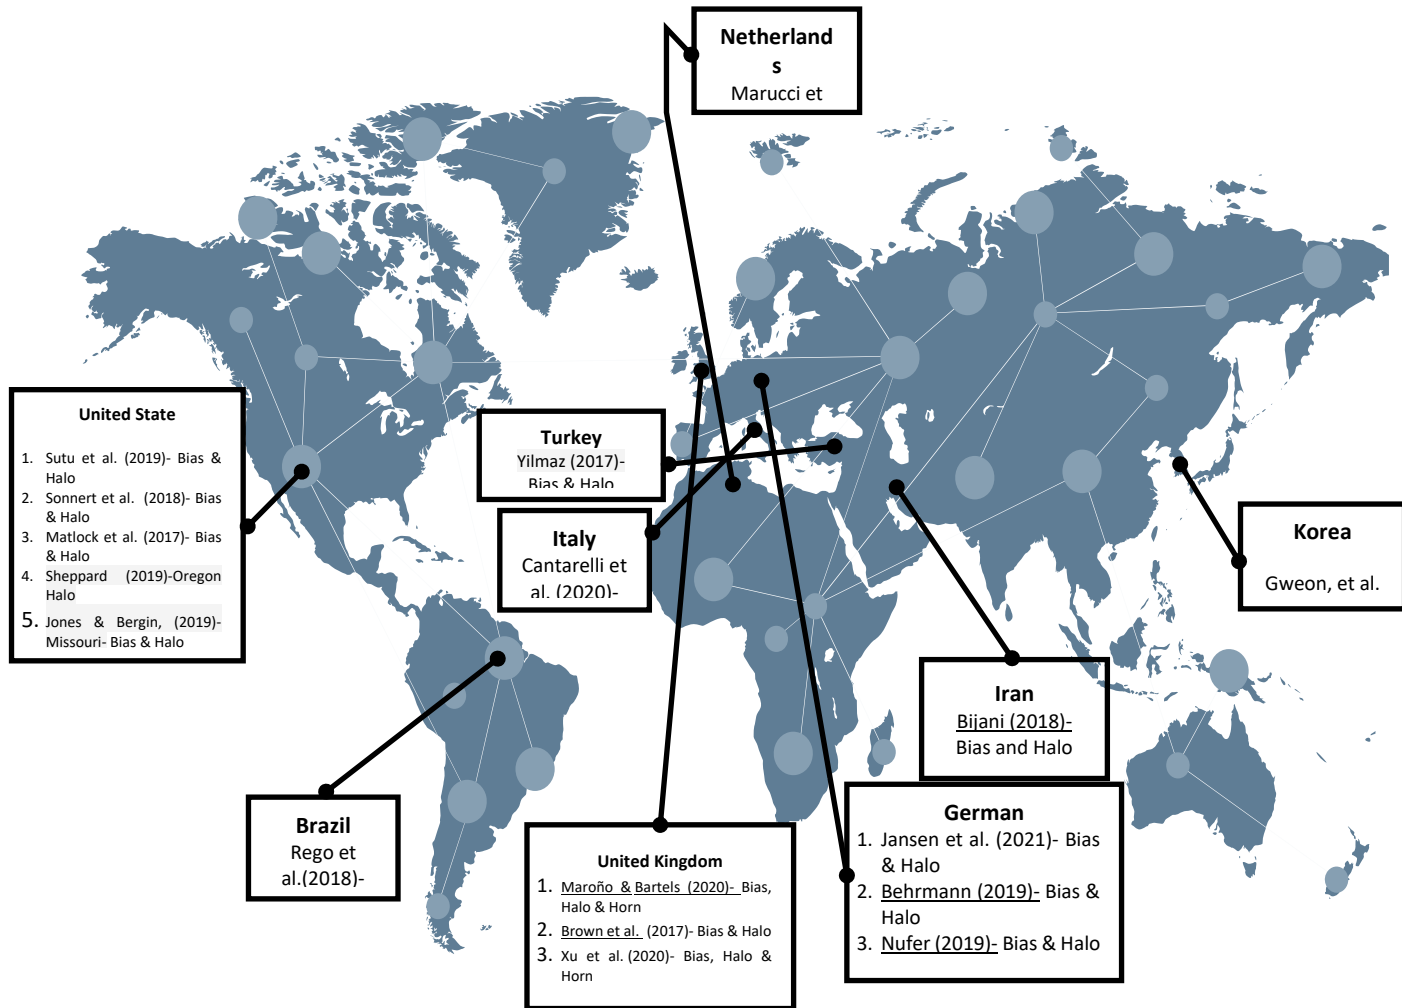 Netherland
s
Marucci et
United State
1. Sutu et al. (2019)- Bias &
Halo
2. Sonnert et al. (2018)- Bias
& Halo
3. Matlock et al. (2017)- Bias
& Halo
4. Sheppard (2019)-Oregon
Halo
5. Jones & Bergin, (2019)-
Missouri- Bias & Halo
Turkey
Yilmaz (2017)-
Bias & Halo
Italy
Cantarelli et
al. (2020)-
Korea
Gweon, et al.
Iran
Bijani (2018)-
Bias and Halo
Brazil
Rego et
al.(2018)-
United Kingdom
1. Maroño & Bartels (2020)- Bias,
Halo & Horn
2. Brown et al. (2017)- Bias & Halo
3. Xu et al. (2020)- Bias, Halo &
Horn
German
1. Jansen et al. (2021)- Bias
& Halo
2. Behrmann (2019)- Bias &
Halo
3. Nufer (2019)- Bias & Halo